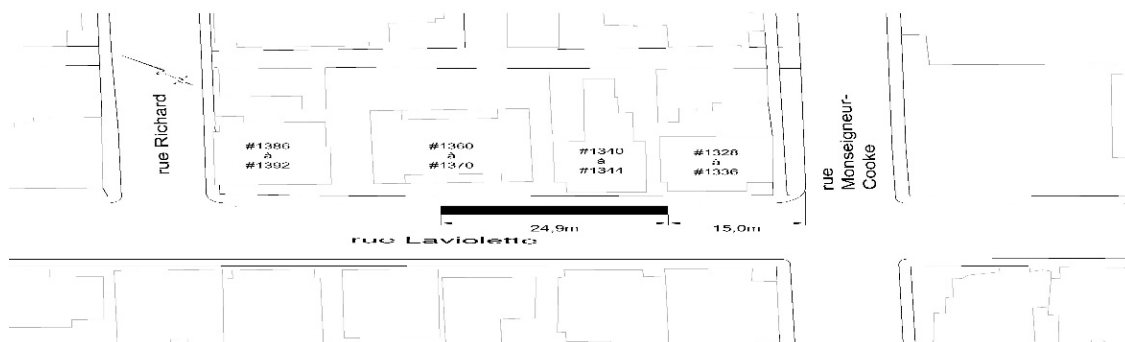 rue Richard
#1386
à
#1392
#1360
à
#1370
#1340
à
#1344
#1328
à
#1336
rue
Monseigneur-
Cooke
24,9m
15,0m
rue Laviolette